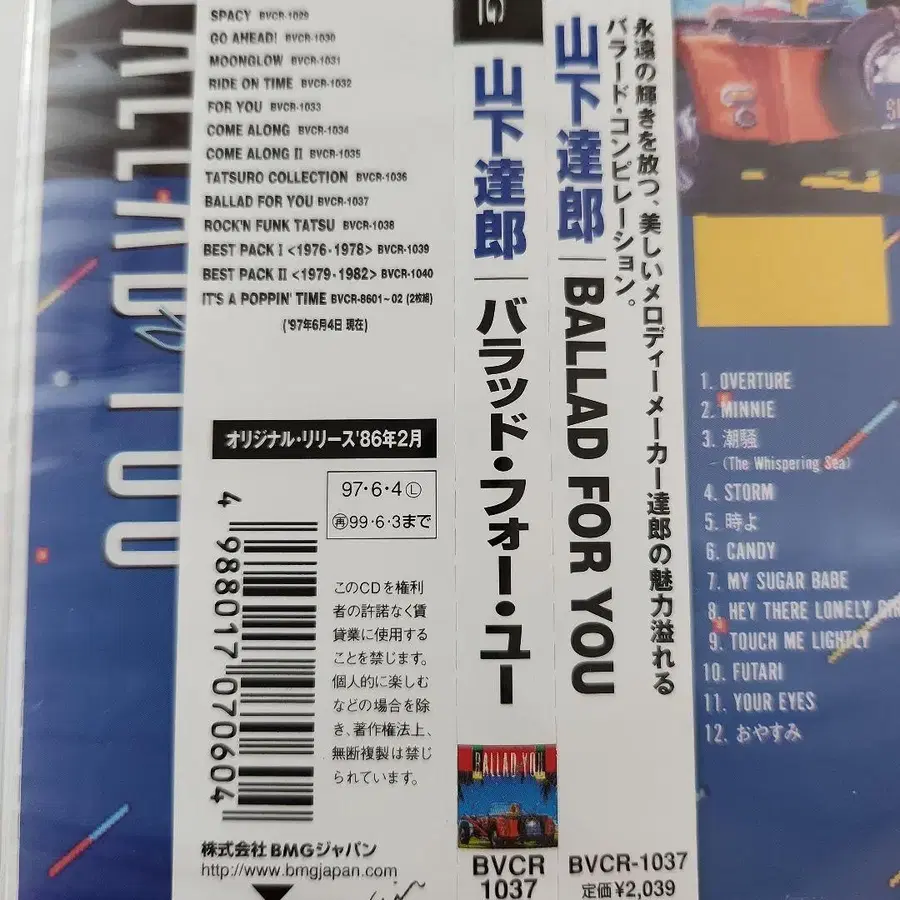 SPACY BVCR-1029
GO AHEAD! BVCR-1030
MOONGLOW BVCR-1031
RIDE ON TIME BVCR-1032
FOR YOU BVCR-1033
COME ALONG BVCR-1034
COME ALONG II BVCR-1035
TATSURO COLLECTION BVCR-1036
BALLAD FOR YOU BVCR-1037
ROCK'N FUNK TATSU BVCR-1038
BEST PACK I <1976・1978> BVCR-1039
BEST PACK II <1979・1982> BVCR-1040
IT'S A POPPIN' TIME BVCR-8601~02 (2枚組)
('97年6月4日 現在)
オリジナル・リリース'86年2月
97・6・4 Ⓛ
㊝99・6・3まで
4 988017 070604
このCDを権利
者の許諾なく賃
貸業に使用する
ことを禁じます。
個人的に楽しむ
などの場合を除
き、著作権法上、
無断複製は禁じ
られています。
株式会社BMGジャパン
http://www.bmgjapan.com/
山下達郎
バラッド・フォー・ユー
BALLAD YOU
BVCR
1037
永遠の輝きを放つ、美しいメロディーメーカー達郎の魅力溢れる
バラード・コンピレーション。
山下達郎
BALLAD FOR YOU
BVCR-1037
定価¥2,039
1. OVERTURE
2. MINNIE
3. 潮騒
(The Whispering Sea)
4. STORM
5. 時よ
6. CANDY
7. MY SUGAR BABE
8. HEY THERE LONELY
9. TOUCH ME LIGHTLY
10. FUTARI
11. YOUR EYES
12. おやすみ